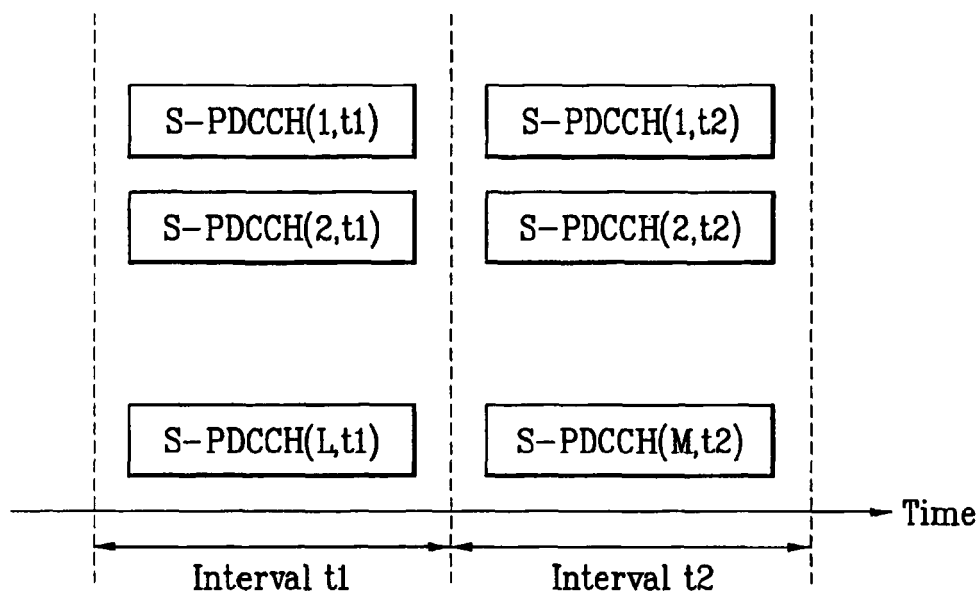 S-PDCCH(1,t1) S-PDCCH(1,t2)
S-PDCCH(2,t1) S-PDCCH(2,t2)
S-PDCCH(L,t1) S-PDCCH(M,t2)
Time
Interval t1 Interval t2